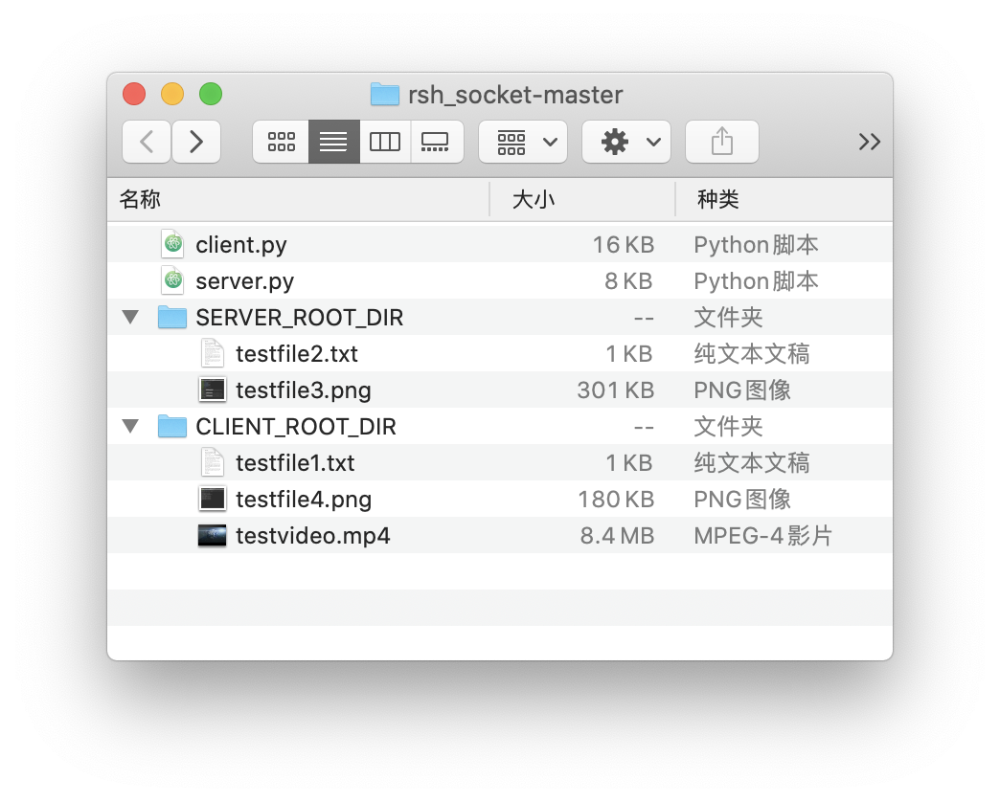 rsh_socket-master
名称 大小 种类
client.py 16 KB Python脚本
server.py 8 KB Python脚本
SERVER_ROOT_DIR -- 文件夹
testfile2.txt 1 KB 纯文本文稿
testfile3.png 301 KB PNG图像
CLIENT_ROOT_DIR -- 文件夹
testfile1.txt 1 KB 纯文本文稿
testfile4.png 180 KB PNG图像
testvideo.mp4 8.4 MB MPEG-4影片